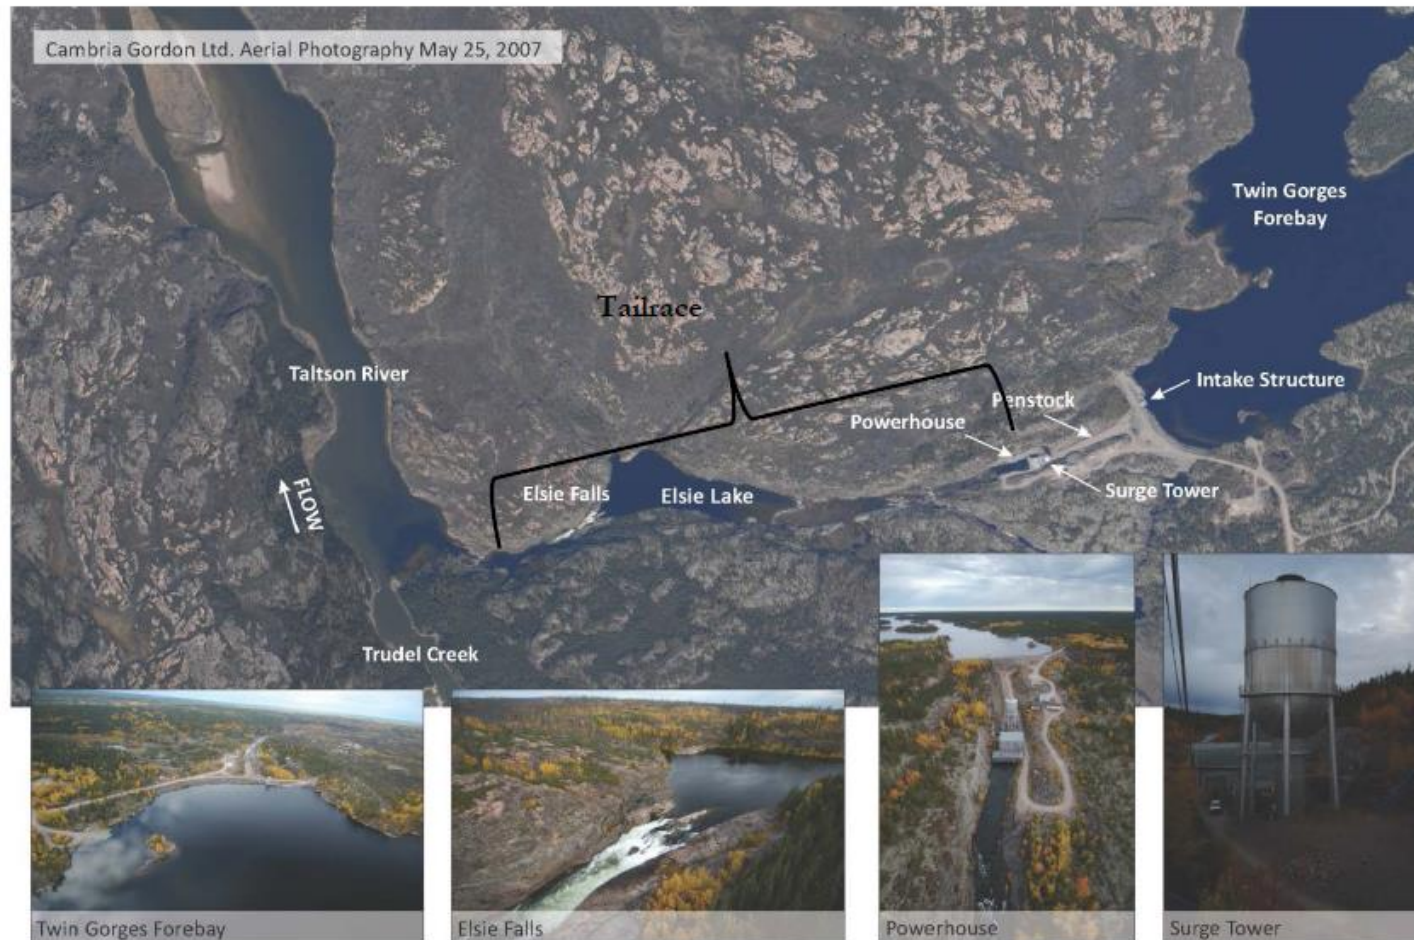 Cambria Gordon Ltd. Aerial Photography May 25, 2007
Twin Gorges
Forebay
Tailrace
Taltson River
Intake Structure
Penstock
Powerhouse
Surge Tower
Elsie Falls
Elsie Lake
FLOW
Trudel Creek
Twin Gorges Forebay
Elsie Falls
Powerhouse
Surge Tower